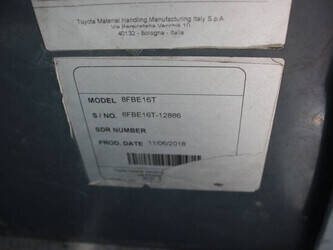 Toyota Material Handling Manufacturing Italy S.p.A
40132 - Bologna - Italia
MODEL 8FBE16T
S / NO. 8FBE16T-12886
SDR NUMBER
PROD. DATE 11/06/2018